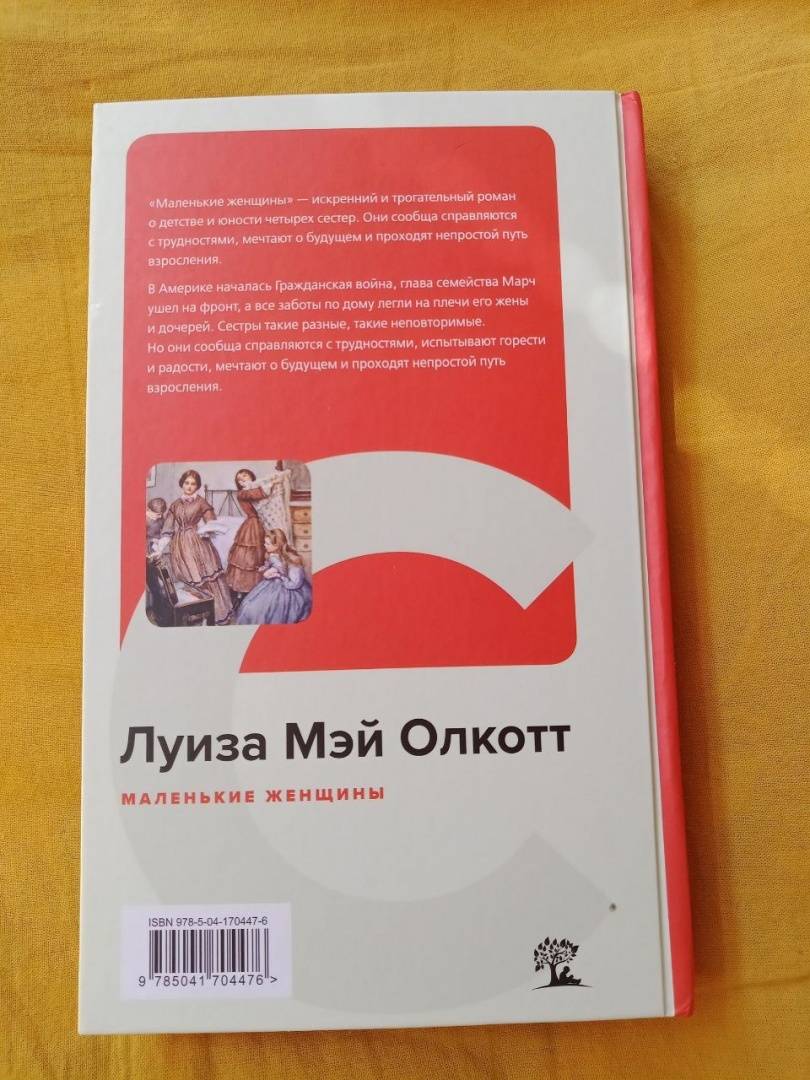 «Маленькие женщины» — искренний и трогательный роман
о детстве и юности четырех сестер. Они сообща справляются
с трудностями, мечтают о будущем и проходят непростой путь
взросления.
В Америке началась Гражданская война, глава семейства Марч
ушел на фронт, а все заботы по дому легли на плечи его жены
и дочерей. Сестры такие разные, такие неповторимые.
Но они сообща справляются с трудностями, испытывают горести
и радости, мечтают о будущем и проходят непростой путь
взросления.
Луиза Мэй Олкотт
МАЛЕНЬКИЕ ЖЕНЩИНЫ
ISBN 978-5-04-170447-6
9 785041 704476 >